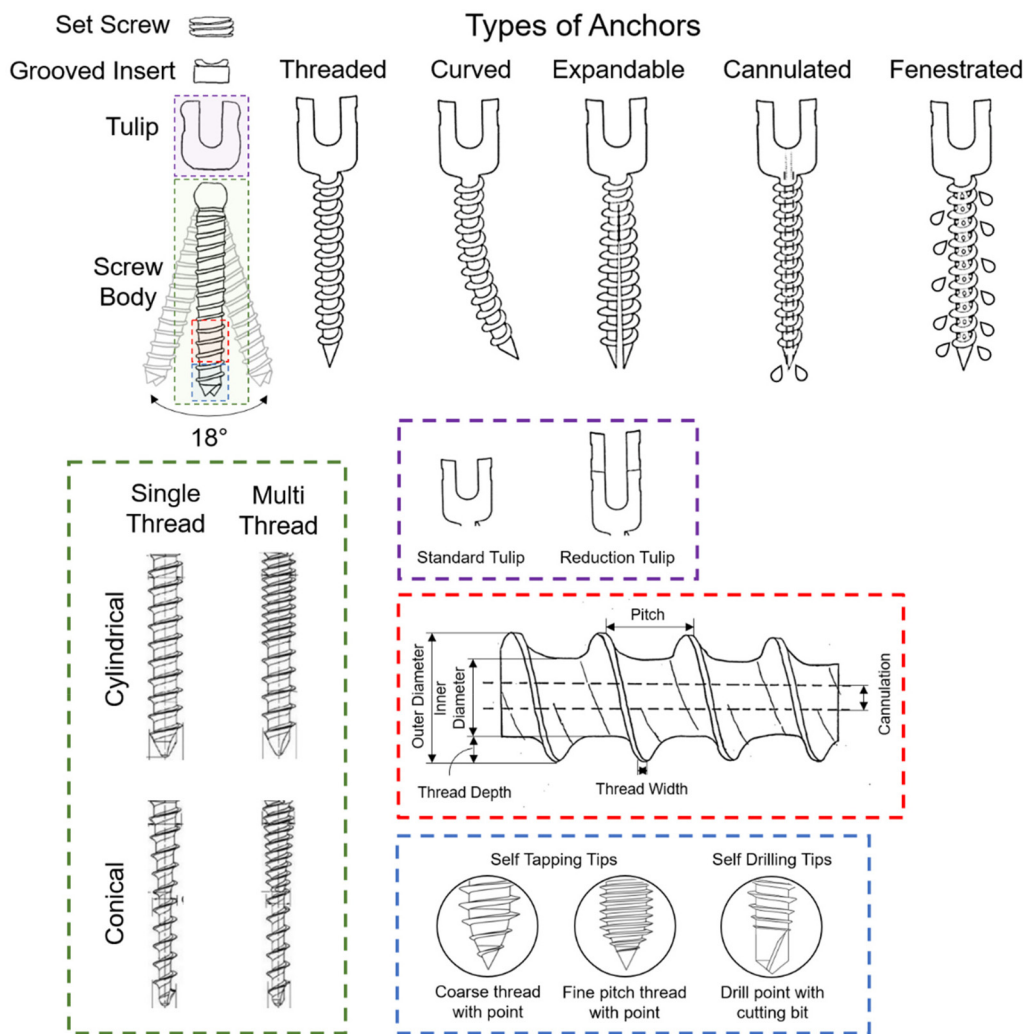 Set Screw
Grooved Insert
Tulip
Screw
Body
18°
Types of Anchors
Threaded
Curved
Expandable
Cannulated
Fenestrated
Single
Thread
Multi
Thread
Cylindrical
Conical
Standard Tulip
Reduction Tulip
Pitch
Outer Diameter
Inner
Diameter
Cannulation
Thread Depth
Thread Width
Self Tapping Tips
Self Drilling Tips
Coarse thread
with point
Fine pitch thread
with point
Drill point with
cutting bit